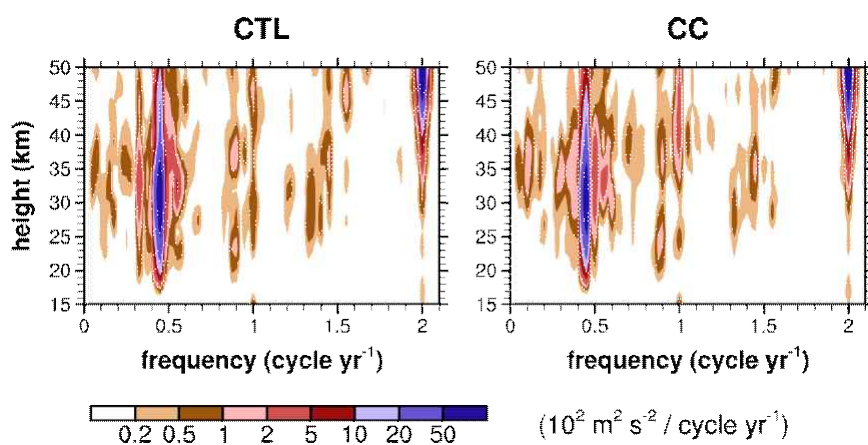 CTL CC
50 50
45 45
40 40
35 35
30 30
25 25
20 20
15 15
height (km)
0 0.5 1 1.5 2 0 0.5 1 1.5 2
frequency (cycle yr⁻¹) frequency (cycle yr⁻¹)
0.2 0.5 1 2 5 10 20 50
(10² m² s⁻² / cycle yr⁻¹)